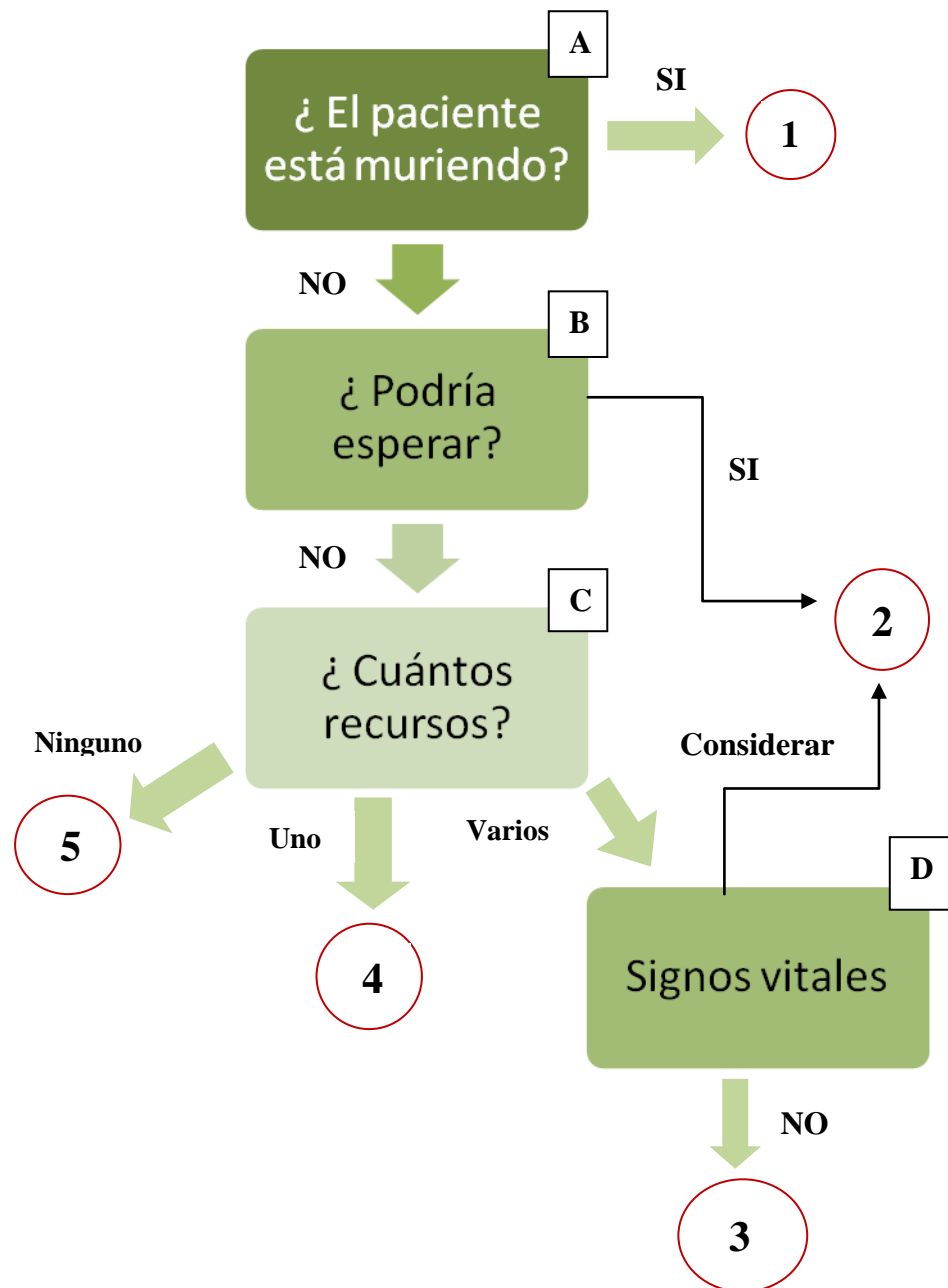 A
¿ El paciente
está muriendo?
SI
1
NO
B
¿ Podría
esperar?
SI
NO
C
¿ Cuántos
recursos?
2
Ninguno
Considerar
5
Uno
Varios
D
4
Signos vitales
NO
3